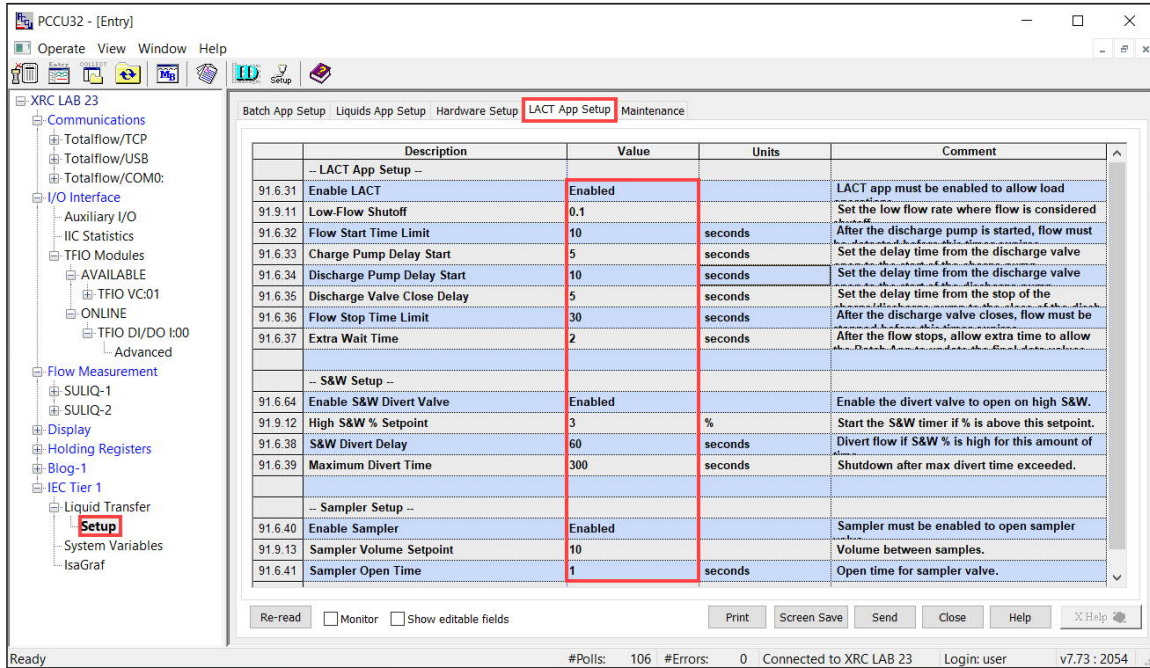 PCCU32 - [Entry]
Operate View Window Help
Entry COLLECT MB ID Setup
XRC LAB 23
Communications
Totalflow/TCP
Totalflow/USB
Totalflow/COM0:
I/O Interface
Auxiliary I/O
IIC Statistics
TFIO Modules
AVAILABLE
TFIO VC:01
ONLINE
TFIO DI/DO I:00
Advanced
Flow Measurement
SULIQ-1
SULIQ-2
Display
Holding Registers
Blog-1
IEC Tier 1
Liquid Transfer
Setup
System Variables
IsaGraf
Batch App Setup Liquids App Setup Hardware Setup LACT App Setup Maintenance
Description Value Units Comment
-- LACT App Setup --
91.6.31 Enable LACT Enabled LACT app must be enabled to allow load
91.9.11 Low-Flow Shutoff 0.1 Set the low flow rate where flow is considered
91.6.32 Flow Start Time Limit 10 seconds After the discharge pump is started, flow must
91.6.33 Charge Pump Delay Start 5 seconds Set the delay time from the discharge valve
91.6.34 Discharge Pump Delay Start 10 seconds Set the delay time from the discharge valve
91.6.35 Discharge Valve Close Delay 5 seconds Set the delay time from the stop of the
91.6.36 Flow Stop Time Limit 30 seconds After the discharge valve closes, flow must be
91.6.37 Extra Wait Time 2 seconds After the flow stops, allow extra time to allow
-- S&W Setup --
91.6.64 Enable S&W Divert Valve Enabled Enable the divert valve to open on high S&W.
91.9.12 High S&W % Setpoint 3 % Start the S&W timer if % is above this setpoint.
91.6.38 S&W Divert Delay 60 seconds Divert flow if S&W % is high for this amount of
91.6.39 Maximum Divert Time 300 seconds Shutdown after max divert time exceeded.
-- Sampler Setup --
91.6.40 Enable Sampler Enabled Sampler must be enabled to open sampler
91.9.13 Sampler Volume Setpoint 10 Volume between samples.
91.6.41 Sampler Open Time 1 seconds Open time for sampler valve.
Re-read Monitor Show editable fields Print Screen Save Send Close Help X Help
Ready #Polls: 106 #Errors: 0 Connected to XRC LAB 23 Login: user v7.73 : 2054